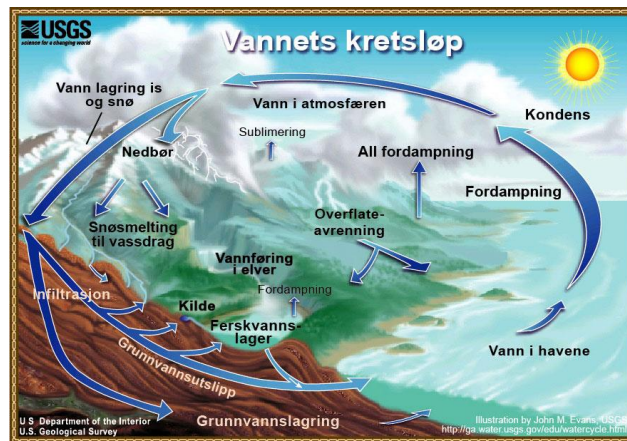 USGS
science for a changing world
Vannets kretsløp
Vann lagring is
og snø
Vann i atmosfæren
Kondens
Sublimering
Nedbør
All fordampning
Fordampning
Snøsmelting
til vassdrag
Overflate-
avrenning
Vannføring
i elver
Infiltrasjon
Fordampning
Kilde
Ferskvanns-
lager
Grunnvannsutslipp
Vann i havene
Grunnvannslagring
U S Department of the Interior
U.S. Geological Survey
Illustration by John M. Evans, USGS
http://ga.water.usgs.gov/edu/watercycle.html